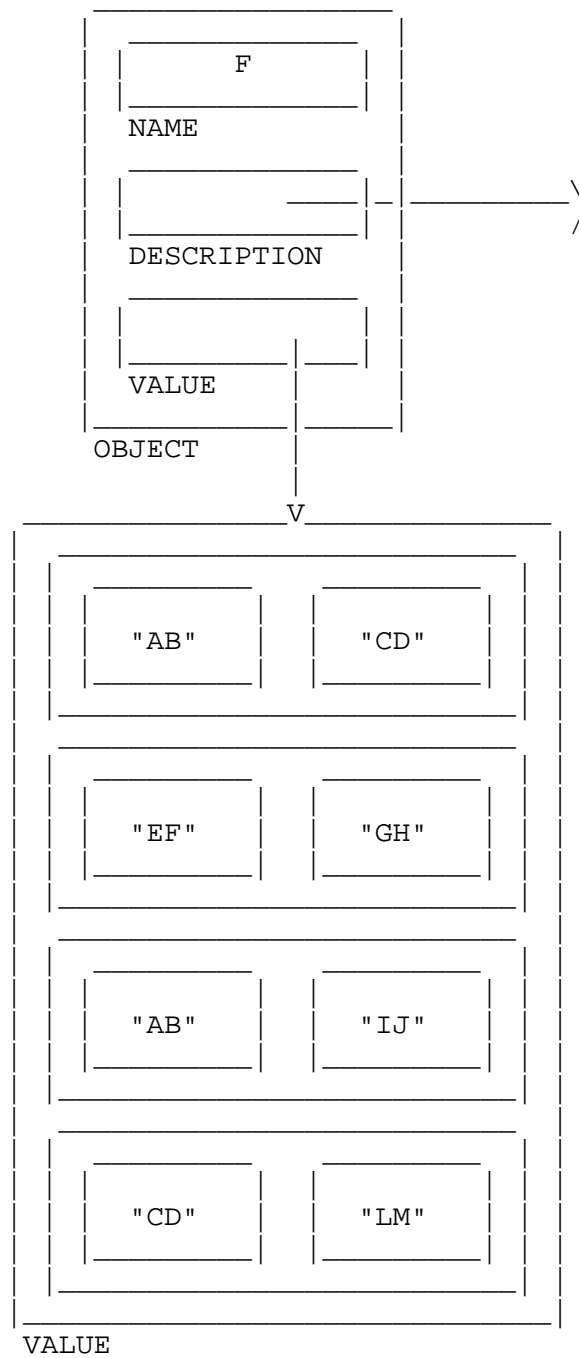 F
NAME
DESCRIPTION
VALUE
OBJECT
V
"AB" "CD"
"EF" "GH"
"AB" "IJ"
"CD" "LM"
VALUE